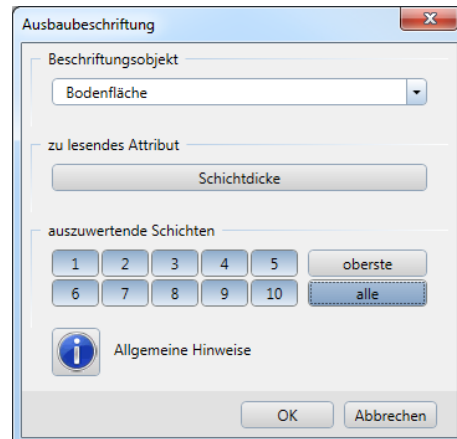 Ausbaubeschriftung
Beschriftungsobjekt
Bodenfläche
zu lesendes Attribut
Schichtdicke
auszuwertende Schichten
1 2 3 4 5 oberste
6 7 8 9 10 alle
Allgemeine Hinweise
OK Abbrechen